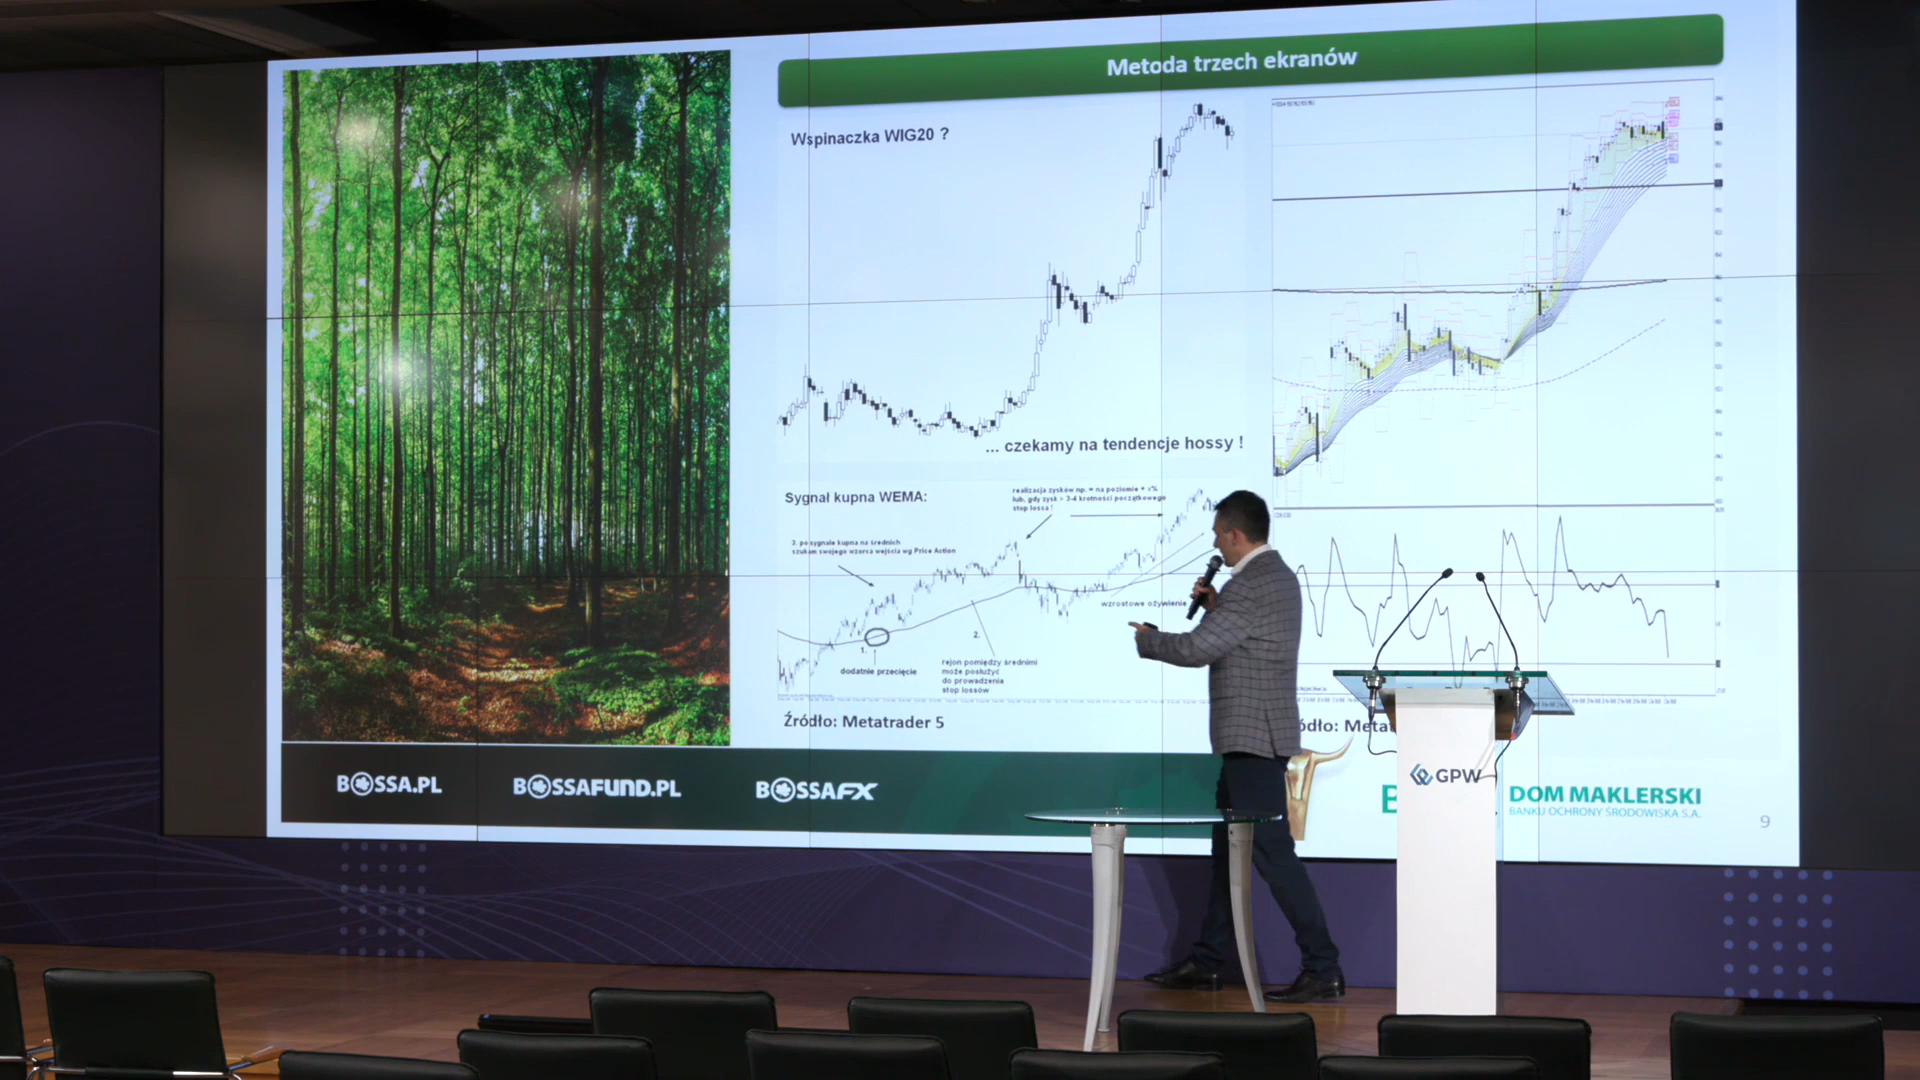 Metoda trzech ekranów
Wspinaczka WIG20 ?
... czekamy na tendencje hossy !
Sygnał kupna WEMA:
realizacja zysków np. = na poziomie + x%
lub, gdy zysk > 3-4 krotności początkowego
stop lossa !
3. po sygnale kupna na średnich
szukam swojego wzorca wejścia wg Price Action
wzrostowe ożywienie
1.
2.
dodatnie przecięcie
rejon pomiędzy średnimi
może posłużyć
do prowadzenia
stop lossów
Źródło: Metatrader 5
ódło: Meta
BOSSA.PL
BOSSAFUND.PL
BOSSAFX
B
DOM MAKLERSKI
BANKU OCHRONY ŚRODOWISKA S.A.
9
GPW